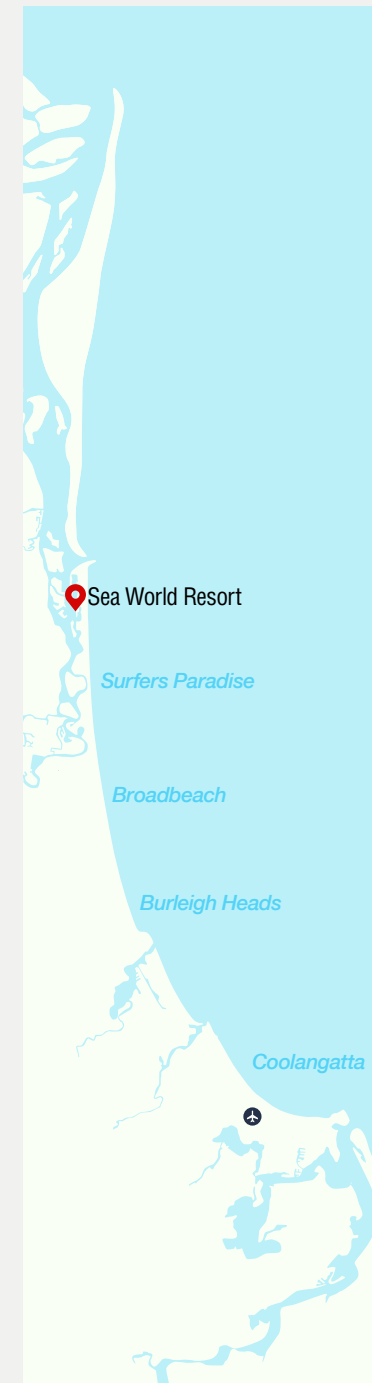 Sea World Resort
Surfers Paradise
Broadbeach
Burleigh Heads
Coolangatta